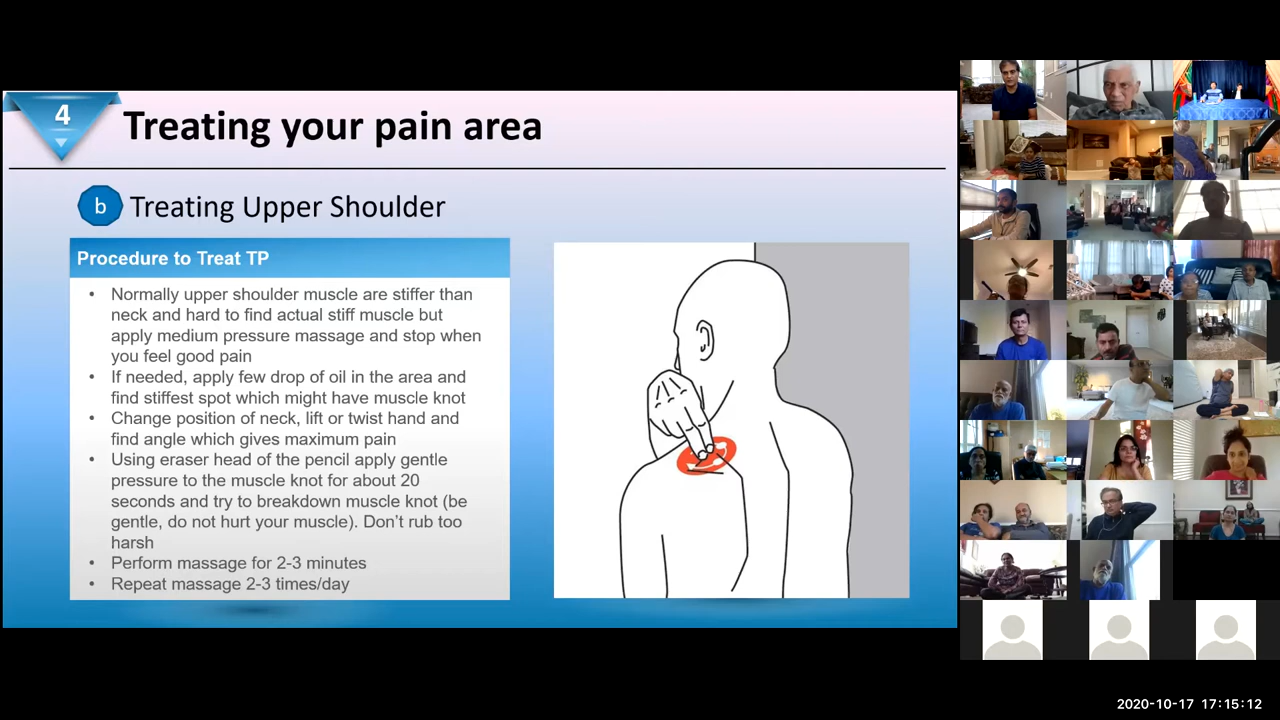 4
Treating your pain area
b
Treating Upper Shoulder
Procedure to Treat TP
• Normally upper shoulder muscle are stiffer than
neck and hard to find actual stiff muscle but
apply medium pressure massage and stop when
you feel good pain
• If needed, apply few drop of oil in the area and
find stiffest spot which might have muscle knot
• Change position of neck, lift or twist hand and
find angle which gives maximum pain
• Using eraser head of the pencil apply gentle
pressure to the muscle knot for about 20
seconds and try to breakdown muscle knot (be
gentle, do not hurt your muscle). Don’t rub too
harsh
• Perform massage for 2-3 minutes
• Repeat massage 2-3 times/day
2020-10-17 17:15:12